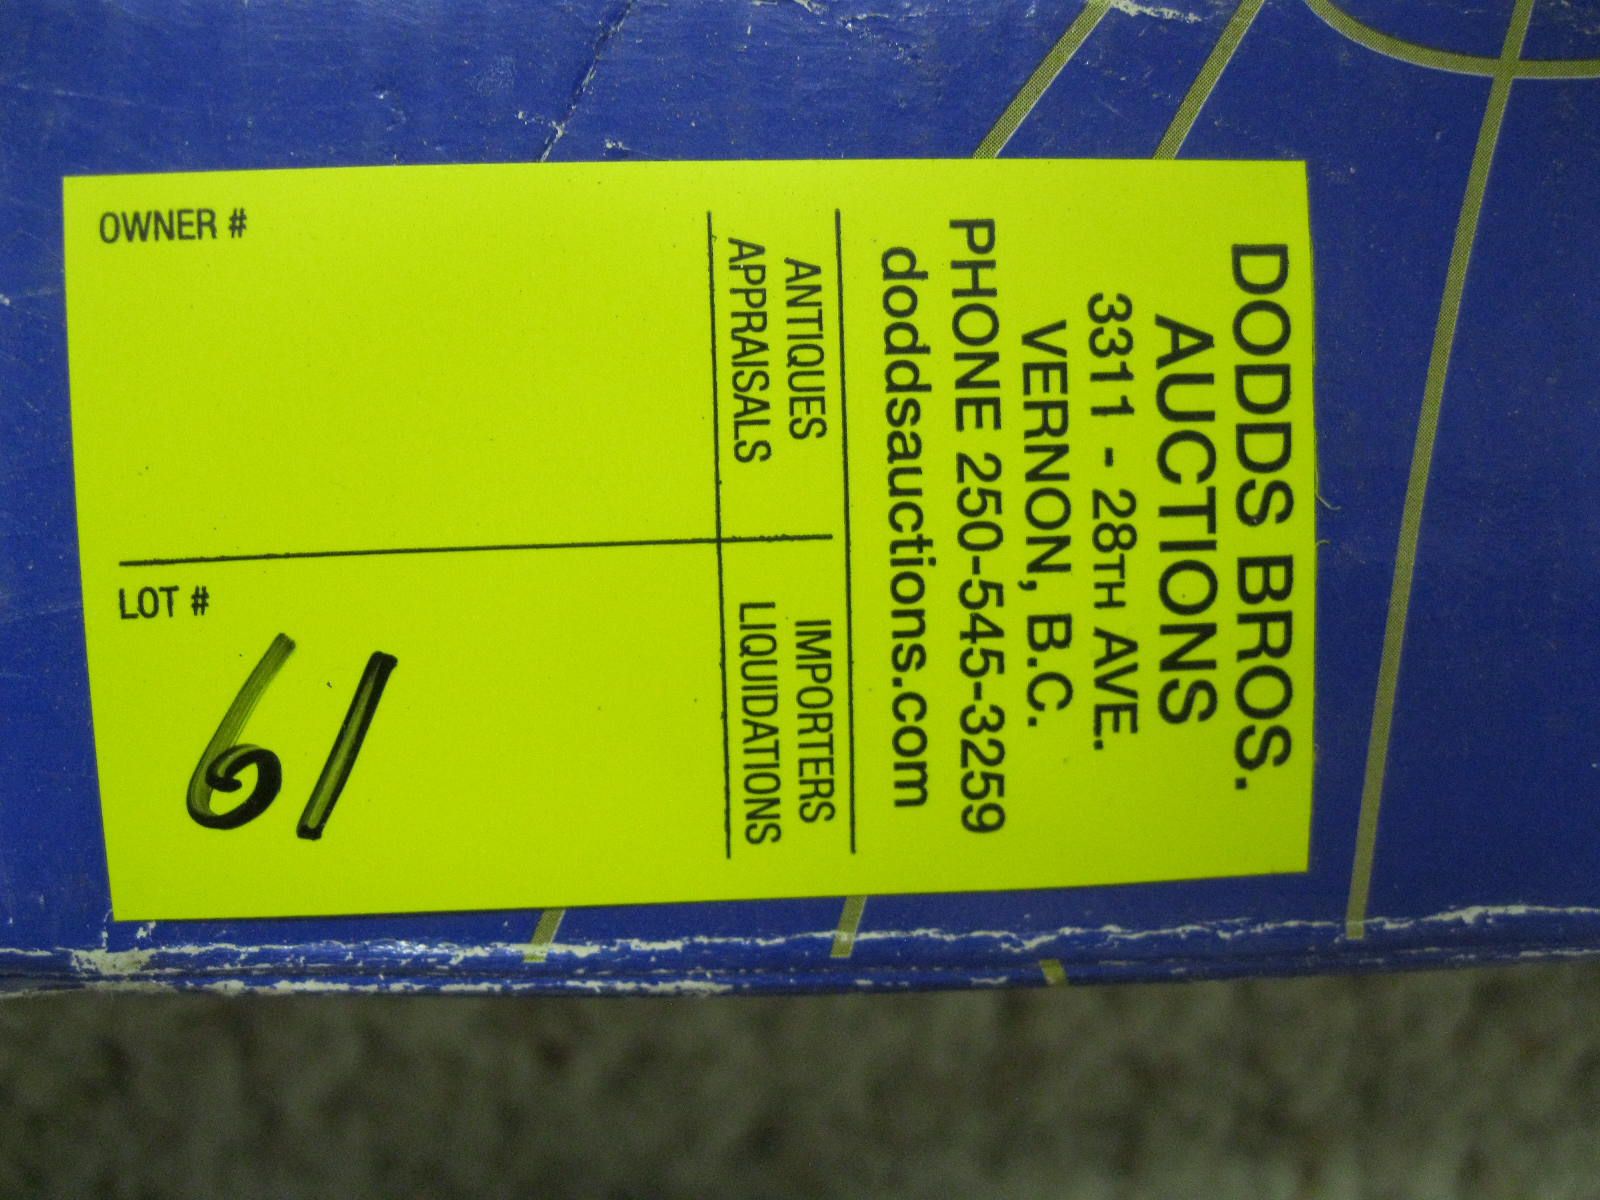 DODDS BROS.
AUCTIONS
3311 - 28TH AVE.
VERNON, B.C.
PHONE 250-545-3259
doddsauctions.com
ANTIQUES
APPRAISALS
IMPORTERS
LIQUIDATIONS
OWNER #
LOT #
61